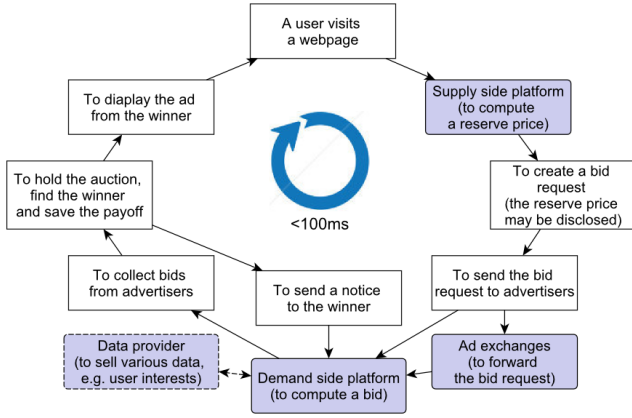 A user visits
a webpage
Supply side platform
(to compute
a reserve price)
To diaplay the ad
from the winner
To create a bid
request
(the reserve price
may be disclosed)
To hold the auction,
find the winner
and save the payoff
<100ms
To collect bids
from advertisers
To send a notice
to the winner
To send the bid
request to advertisers
Data provider
(to sell various data,
e.g. user interests)
Demand side platform
(to compute a bid)
Ad exchanges
(to forward
the bid request)